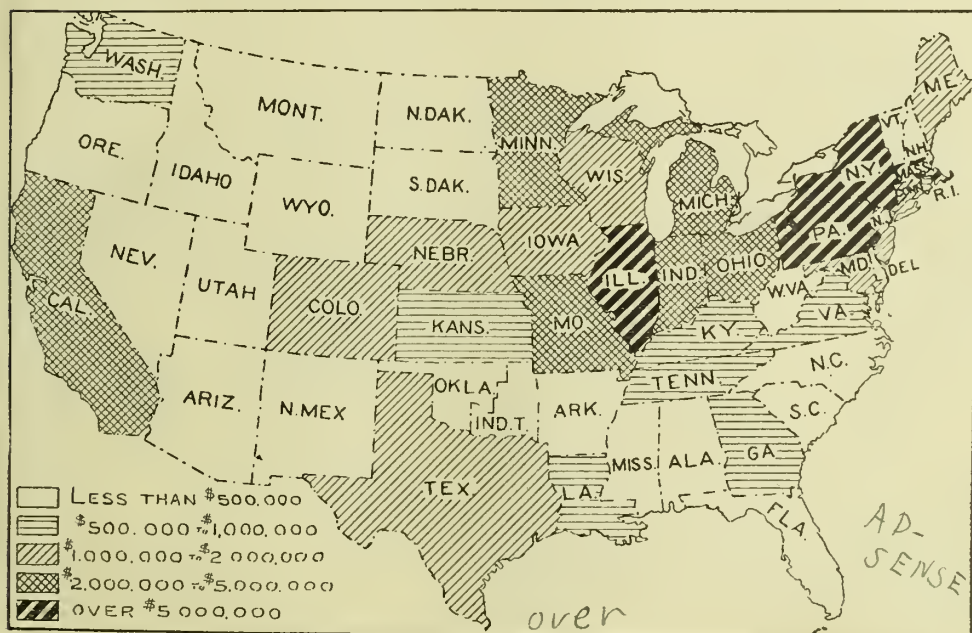 WASH.
MONT.
N.DAK.
MINN.
ME.
VT.
N.H.
ORE.
IDAHO
S.DAK.
WIS.
N.Y.
MASS.
CONN.
R.I.
WYO.
MICH.
NEBR.
IOWA
PA.
N.J.
NEV.
UTAH
COLO.
ILL.
IND.
OHIO
MD.
DEL
CAL.
KANS.
MO.
W.VA
VA.
KY.
ARIZ.
N.MEX
OKLA.
IND.T.
ARK.
TENN.
N.C.
S.C.
TEX.
LA.
MISS.
ALA.
GA.
FLA.
LESS THAN $500,000
$500,000 TO $1,000,000
$1,000,000 TO $2 000,000
$2,000,000 TO $5,000,000
OVER $5 000,000
over
AD-
SENSE